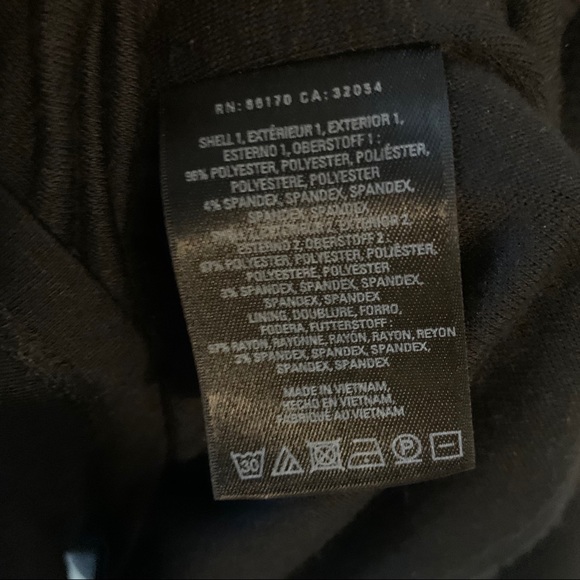 RN: 88170 CA: 32054
SHELL 1, EXTÉRIEUR 1, EXTERIOR 1,
ESTERNO 1, OBERSTOFF 1 :
96% POLYESTER, POLYESTER, POLIÉSTER,
POLYESTERE, POLYESTER
4% SPANDEX, SPANDEX, SPANDEX,
SPANDEX, SPANDEX
EXTERIOR 2,
ESTERNO 2, OBERSTOFF 2 :
97% POLYESTER, POLYESTER, POLIÉSTER,
POLYESTERE, POLYESTER
3% SPANDEX, SPANDEX, SPANDEX,
SPANDEX, SPANDEX
LINING, DOUBLURE, FORRO,
FODERA, FUTTERSTOFF :
97% RAYON, RAYONNE, RAYON, RAYON, REYON
3% SPANDEX, SPANDEX, SPANDEX,
SPANDEX, SPANDEX
MADE IN VIETNAM,
HECHO EN VIETNAM,
FABRIQUÉ AU VIETNAM
30 P